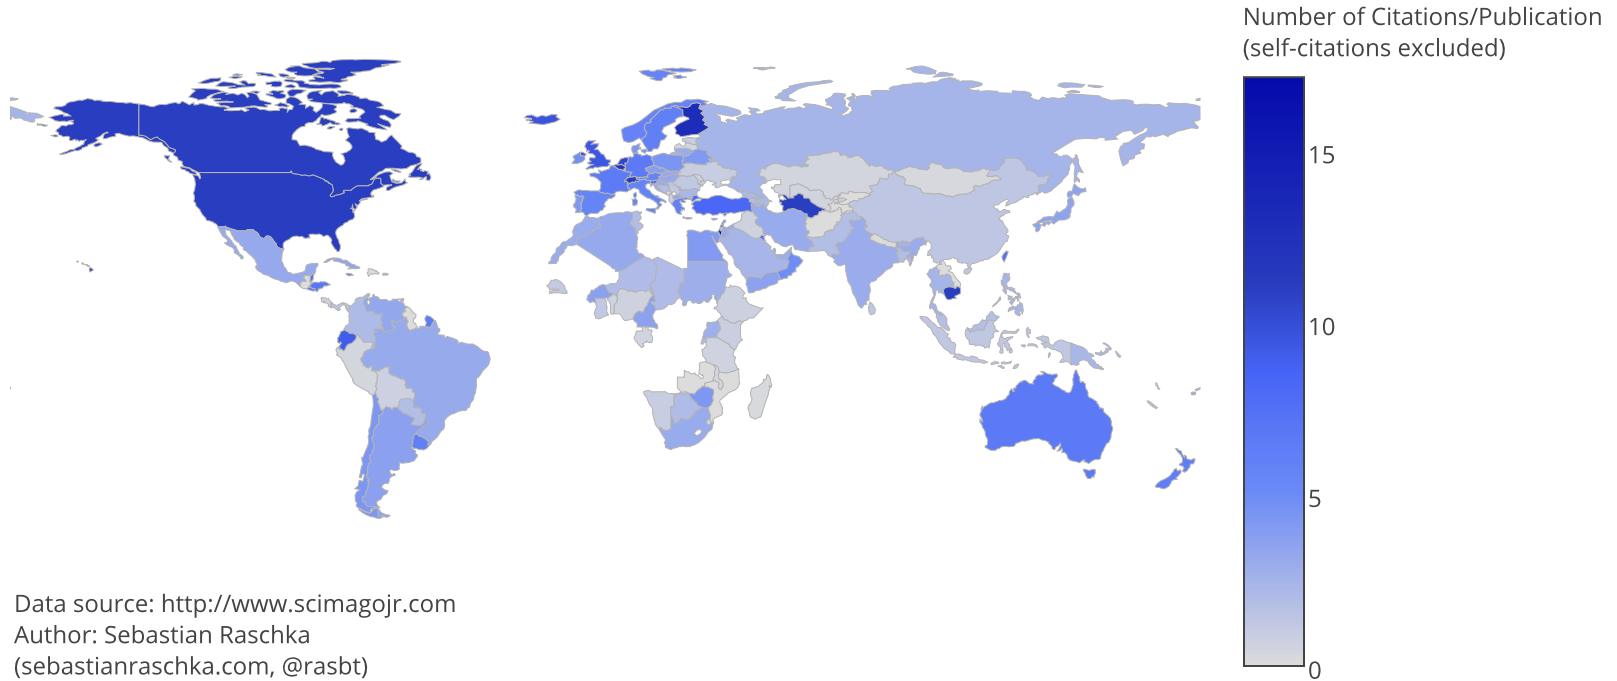 Number of Citations/Publication
(self-citations excluded)
15
10
5
0
Data source: http://www.scimagojr.com
Author: Sebastian Raschka
(sebastianraschka.com, @rasbt)